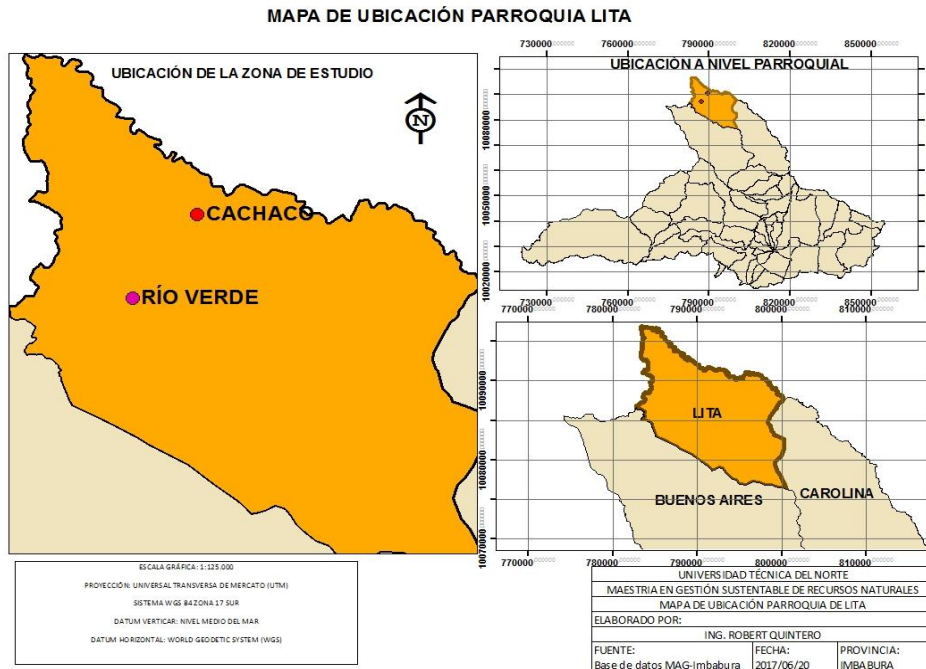 MAPA DE UBICACIÓN PARROQUIA LITA
UBICACIÓN DE LA ZONA DE ESTUDIO
N
CACHACO
RÍO VERDE
730000 760000 790000 820000 850000
UBICACIÒN A NIVEL PARROQUIAL
10080000
10050000
10020000
730000 760000 790000 820000 850000
770000 780000 790000 800000 810000
10090000
10080000
10070000
LITA
BUENOS AIRES
CAROLINA
770000 780000 790000 800000 810000
ESCALA GRÁFICA: 1:125.000
PROYECCIÓN: UNIVERSAL TRANSVERSA DE MERCATO (UTM)
SISTEMA WGS 84 ZONA 17 SUR
DATUM VERTICAR: NIVEL MEDIO DEL MAR
DATUM HORIZONTAL: WORLD GEODETIC SYSTEM (WGS)
UNIVERSIDAD TÉCNICA DEL NORTE
MAESTRIA EN GESTIÓN SUSTENTABLE DE RECURSOS NATURALES
MAPA DE UBICACIÓN PARROQUIA DE LITA
ELABORADO POR:
ING. ROBERT QUINTERO
FUENTE: FECHA: PROVINCIA:
Base de datos MAG-Imbabura 2017/06/20 IMBABURA